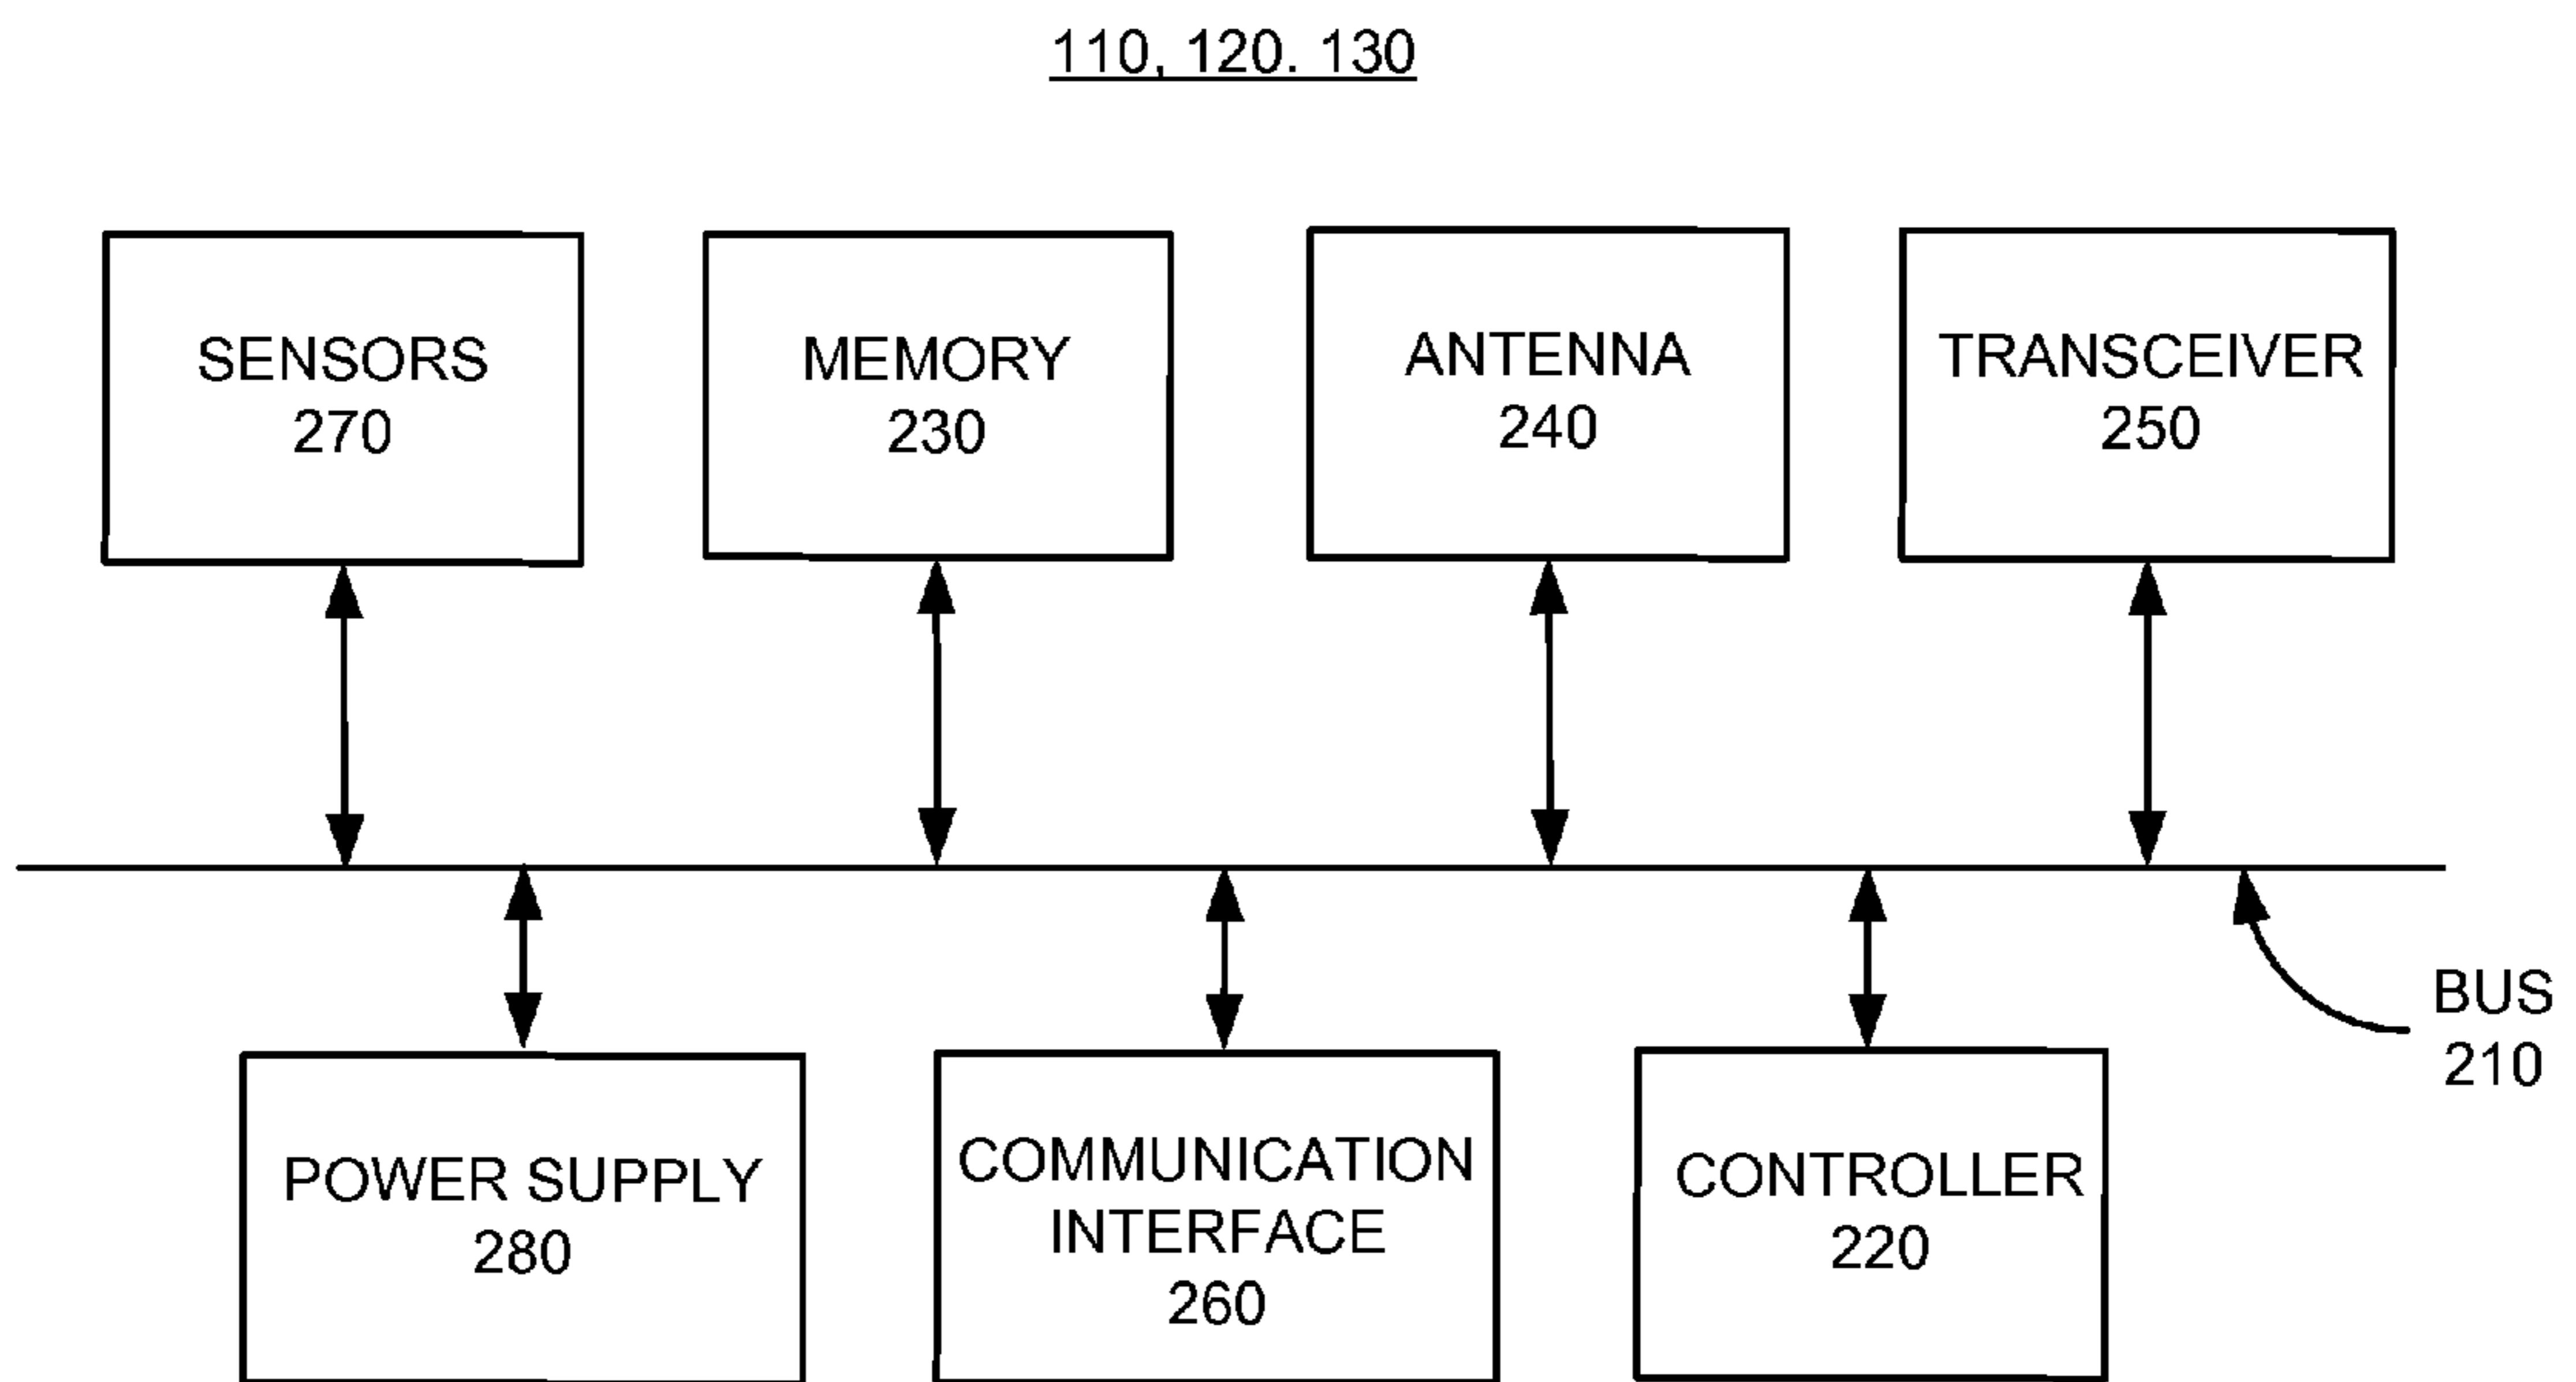 110, 120. 130
SENSORS
270
MEMORY
230
ANTENNA
240
TRANSCEIVER
250
BUS
210
POWER SUPPLY
280
COMMUNICATION
INTERFACE
260
CONTROLLER
220